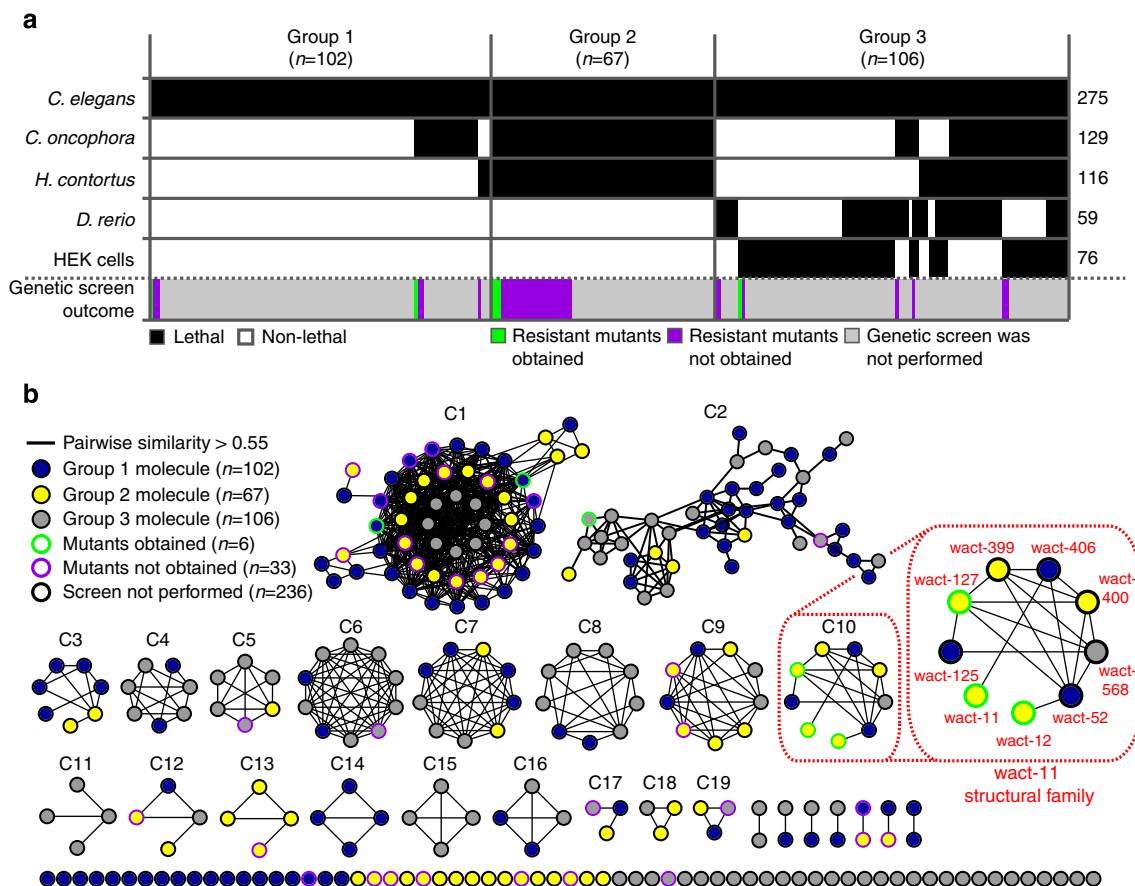 a
Group 1
(n=102)
Group 2
(n=67)
Group 3
(n=106)
C. elegans
275
C. oncophora
129
H. contortus
116
D. rerio
59
HEK cells
76
Genetic screen
outcome
Lethal
Non-lethal
Resistant mutants
obtained
Resistant mutants
not obtained
Genetic screen was
not performed
b
Pairwise similarity > 0.55
Group 1 molecule (n=102)
Group 2 molecule (n=67)
Group 3 molecule (n=106)
Mutants obtained (n=6)
Mutants not obtained (n=33)
Screen not performed (n=236)
C1
C2
C3
C4
C5
C6
C7
C8
C9
C10
wact-399
wact-406
wact-127
wact-
400
wact-125
wact-
568
wact-11
wact-52
wact-12
wact-11
structural family
C11
C12
C13
C14
C15
C16
C17
C18
C19